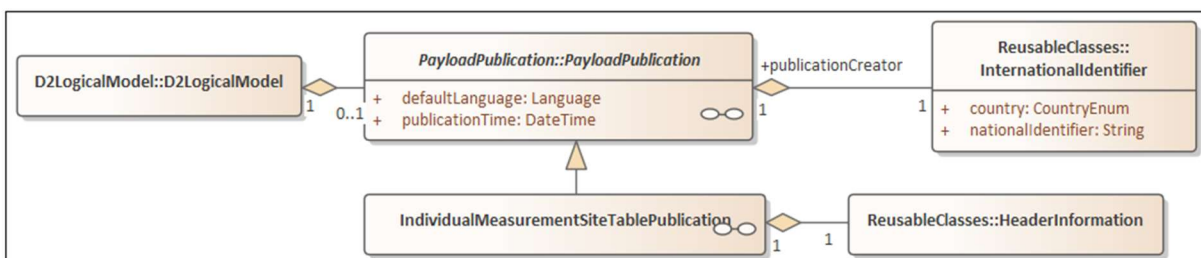 D2LogicalModel::D2LogicalModel
1
0..1
PayloadPublication::PayloadPublication
+ defaultLanguage: Language
+ publicationTime: DateTime
+publicationCreator
1
1
ReusableClasses::
InternationalIdentifier
+ country: CountryEnum
+ nationalIdentifier: String
IndividualMeasurementSiteTablePublication
1
1
ReusableClasses::HeaderInformation